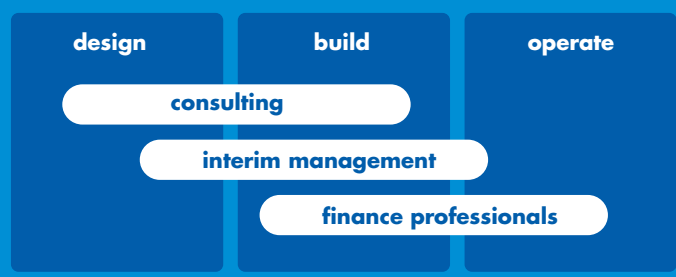 design build operate
consulting
interim management
finance professionals